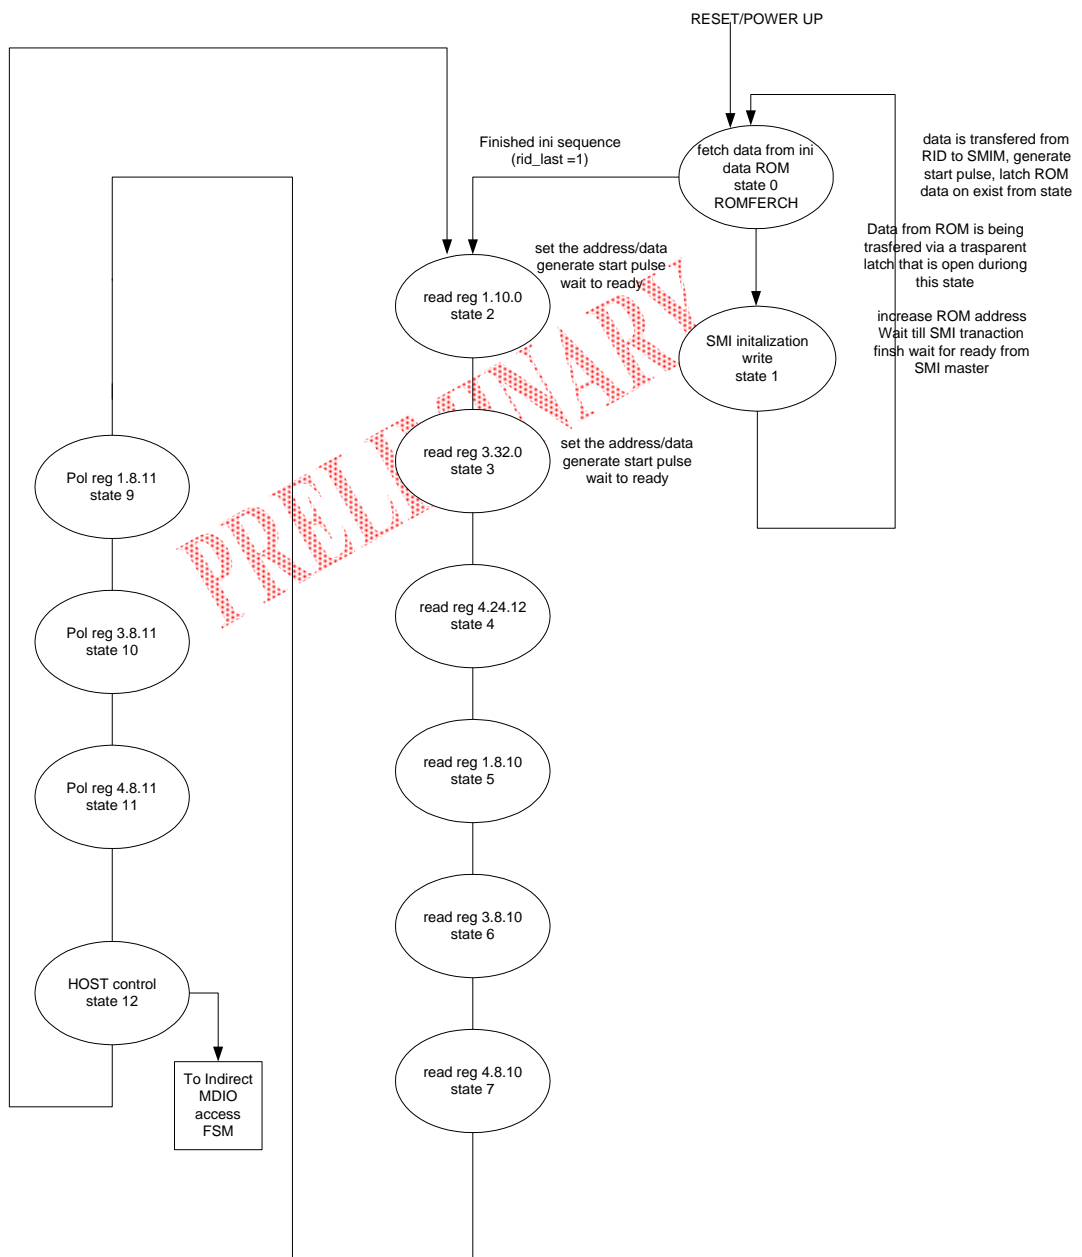 RESET/POWER UP
Finished ini sequence
(rid_last =1)
fetch data from ini
data ROM
state 0
ROMFERCH
data is transfered from
RID to SMIM, generate
start pulse, latch ROM
data on exist from state
Data from ROM is being
trasfered via a trasparent
latch that is open duriong
this state
set the address/data
generate start pulse
wait to ready
read reg 1.10.0
state 2
increase ROM address
Wait till SMI tranaction
finsh wait for ready from
SMI master
SMI initalization
write
state 1
PRELIMINARY
read reg 3.32.0
state 3
set the address/data
generate start pulse
wait to ready
Pol reg 1.8.11
state 9
read reg 4.24.12
state 4
Pol reg 3.8.11
state 10
read reg 1.8.10
state 5
Pol reg 4.8.11
state 11
read reg 3.8.10
state 6
HOST control
state 12
To Indirect
MDIO
access
FSM
read reg 4.8.10
state 7